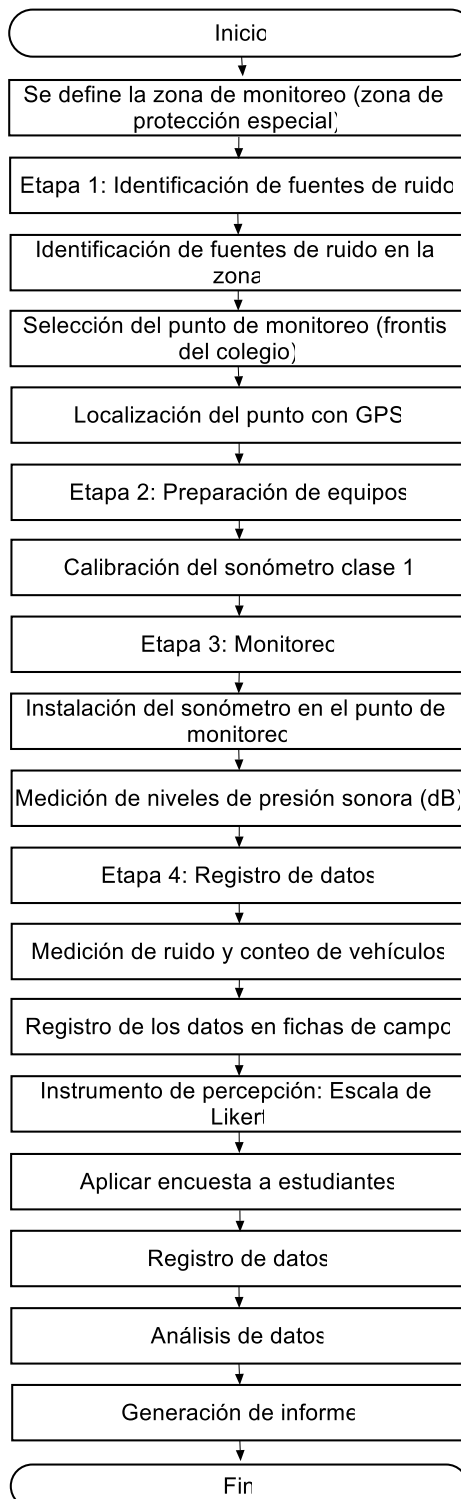 Inicio
Se define la zona de monitoreo (zona de
protección especial)
Etapa 1: Identificación de fuentes de ruido
Identificación de fuentes de ruido en la
zona
Selección del punto de monitoreo (frontis
del colegio)
Localización del punto con GPS
Etapa 2: Preparación de equipos
Calibración del sonómetro clase 1
Etapa 3: Monitoreo
Instalación del sonómetro en el punto de
monitoreo
Medición de niveles de presión sonora (dB)
Etapa 4: Registro de datos
Medición de ruido y conteo de vehículos
Registro de los datos en fichas de campo
Instrumento de percepción: Escala de
Likert
Aplicar encuesta a estudiantes
Registro de datos
Análisis de datos
Generación de informe
Fin